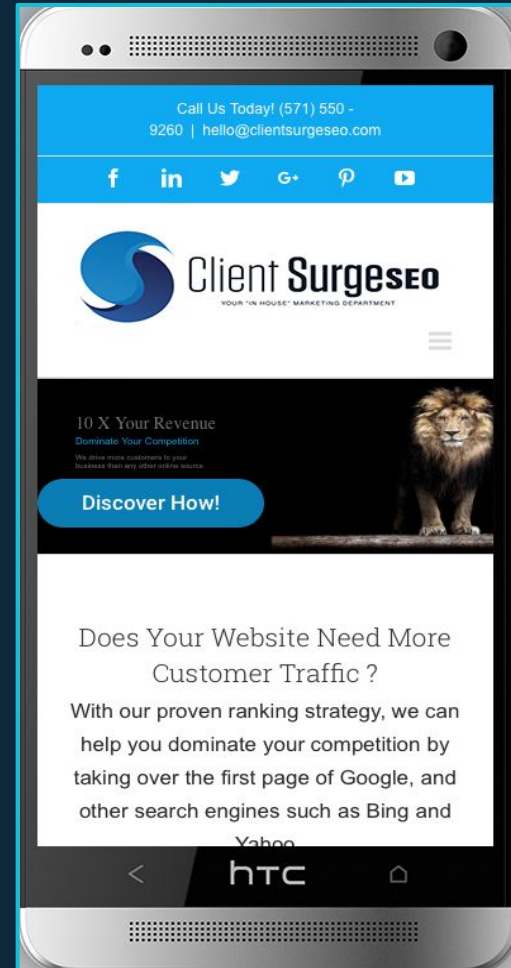 Call Us Today! (571) 550 -
9260 | hello@clientsurgeseo.com
f in G+
Client SurgeSEO
YOUR "IN HOUSE" MARKETING DEPARTMENT
10 X Your Revenue
Dominate Your Competition
We drive more customers to your
business than any other online source
Discover How!
Does Your Website Need More
Customer Traffic ?
With our proven ranking strategy, we can
help you dominate your competition by
taking over the first page of Google, and
other search engines such as Bing and
Yahoo
hTC